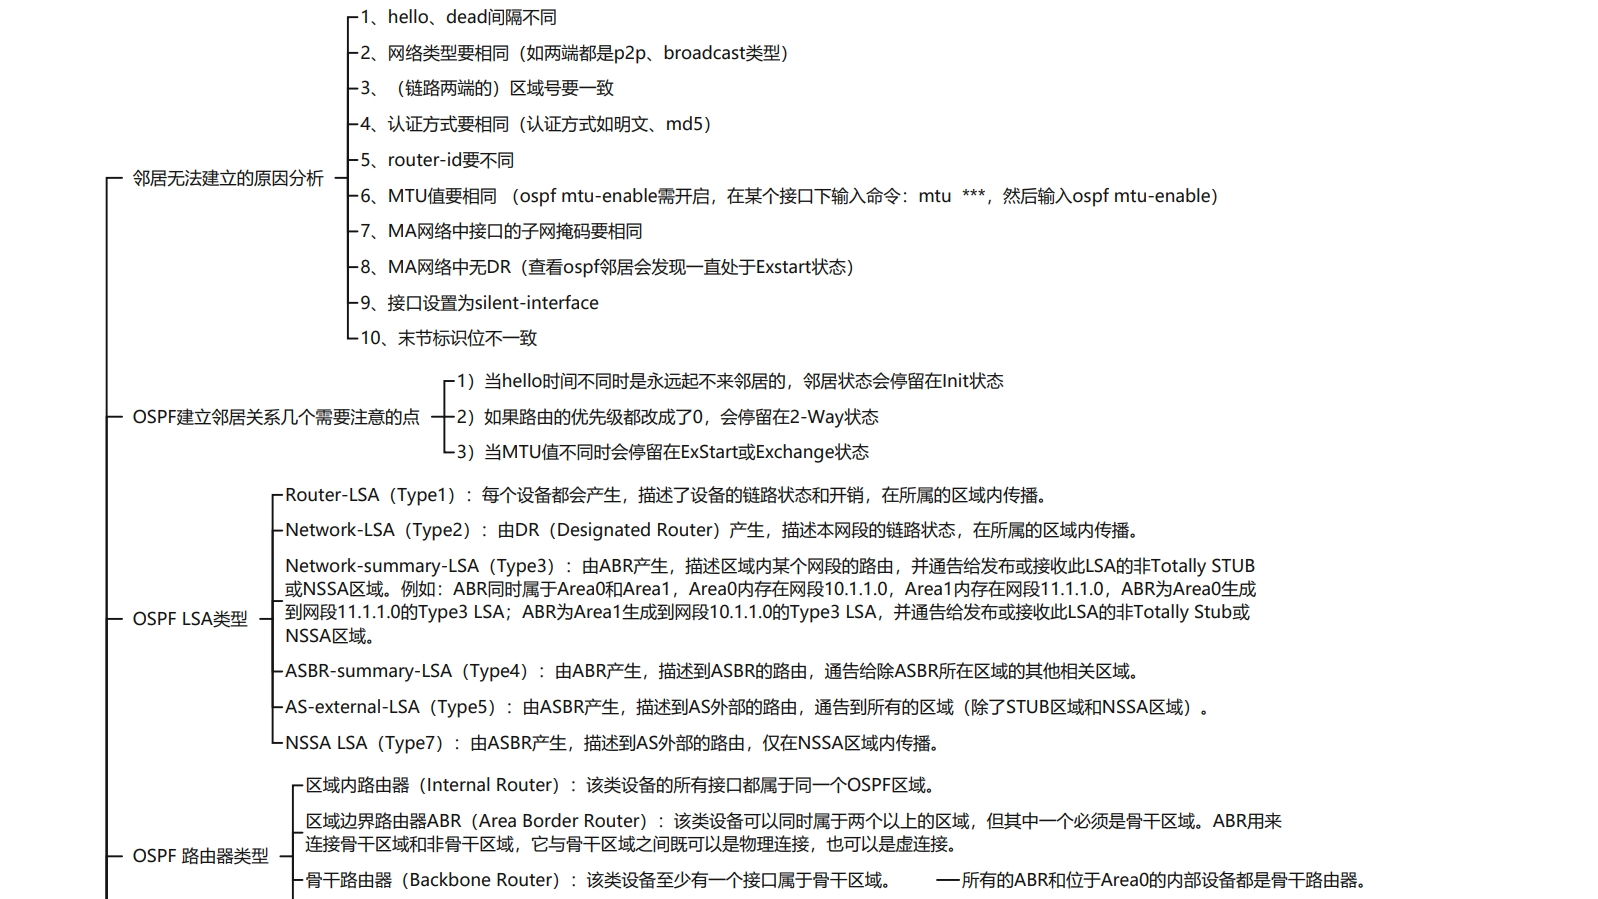 邻居无法建立的原因分析
1、hello、dead间隔不同
2、网络类型要相同（如两端都是p2p、broadcast类型）
3、（链路两端的）区域号要一致
4、认证方式要相同（认证方式如明文、md5）
5、router-id要不同
6、MTU值要相同 （ospf mtu-enable需开启，在某个接口下输入命令：mtu ***，然后输入ospf mtu-enable）
7、MA网络中接口的子网掩码要相同
8、MA网络中无DR（查看ospf邻居会发现一直处于Exstart状态）
9、接口设置为silent-interface
10、末节标识位不一致
OSPF建立邻居关系几个需要注意的点
1）当hello时间不同时是永远起不来邻居的，邻居状态会停留在Init状态
2）如果路由的优先级都改成了0，会停留在2-Way状态
3）当MTU值不同时会停留在ExStart或Exchange状态
OSPF LSA类型
Router-LSA（Type1）：每个设备都会产生，描述了设备的链路状态和开销，在所属的区域内传播。
Network-LSA（Type2）：由DR（Designated Router）产生，描述本网段的链路状态，在所属的区域内传播。
Network-summary-LSA（Type3）：由ABR产生，描述区域内某个网段的路由，并通告给发布或接收此LSA的非Totally STUB
或NSSA区域。例如：ABR同时属于Area0和Area1，Area0内存在网段10.1.1.0，Area1内存在网段11.1.1.0，ABR为Area0生成
到网段11.1.1.0的Type3 LSA；ABR为Area1生成到网段10.1.1.0的Type3 LSA，并通告给发布或接收此LSA的非Totally Stub或
NSSA区域。
ASBR-summary-LSA（Type4）：由ABR产生，描述到ASBR的路由，通告给除ASBR所在区域的其他相关区域。
AS-external-LSA（Type5）：由ASBR产生，描述到AS外部的路由，通告到所有的区域（除了STUB区域和NSSA区域）。
NSSA LSA（Type7）：由ASBR产生，描述到AS外部的路由，仅在NSSA区域内传播。
OSPF 路由器类型
区域内路由器（Internal Router）：该类设备的所有接口都属于同一个OSPF区域。
区域边界路由器ABR（Area Border Router）：该类设备可以同时属于两个以上的区域，但其中一个必须是骨干区域。ABR用来
连接骨干区域和非骨干区域，它与骨干区域之间既可以是物理连接，也可以是虚连接。
骨干路由器（Backbone Router）：该类设备至少有一个接口属于骨干区域。
所有的ABR和位于Area0的内部设备都是骨干路由器。